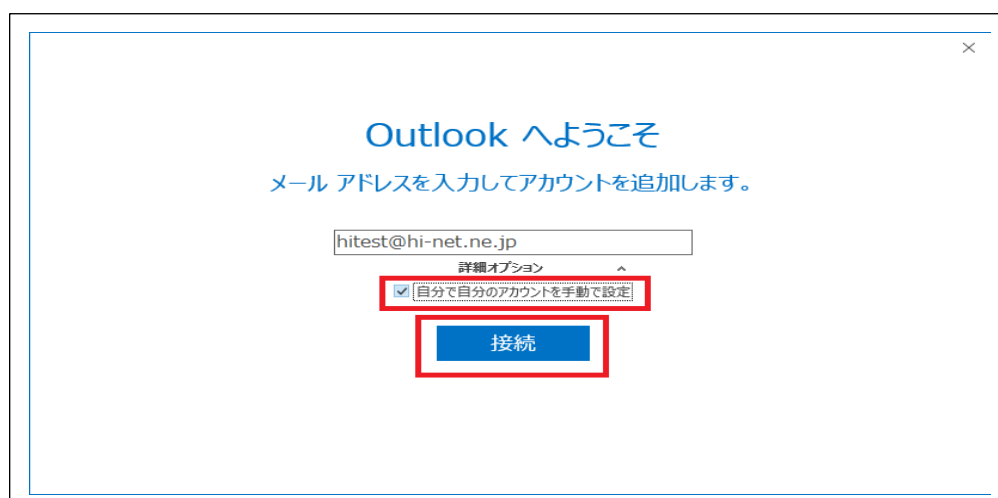 Outlook へようこそ
メール アドレスを入力してアカウントを追加します。
hitest@hi-net.ne.jp
詳細オプション
自分で自分のアカウントを手動で設定
接続